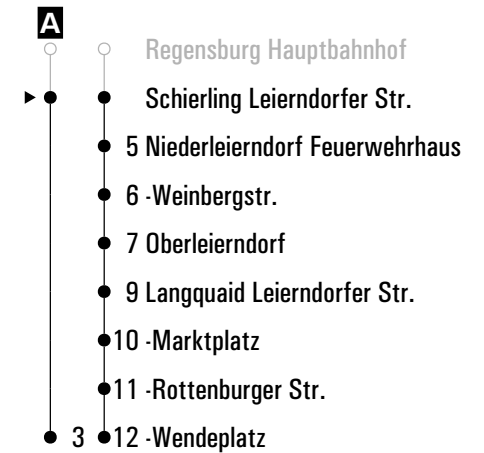 A
Regensburg Hauptbahnhof
Schierling Leierndorfer Str.
5 Niederleierndorf Feuerwehrhaus
6 -Weinbergstr.
7 Oberleierndorf
9 Langquaid Leierndorfer Str.
10 -Marktplatz
11 -Rottenburger Str.
3 12 -Wendeplatz